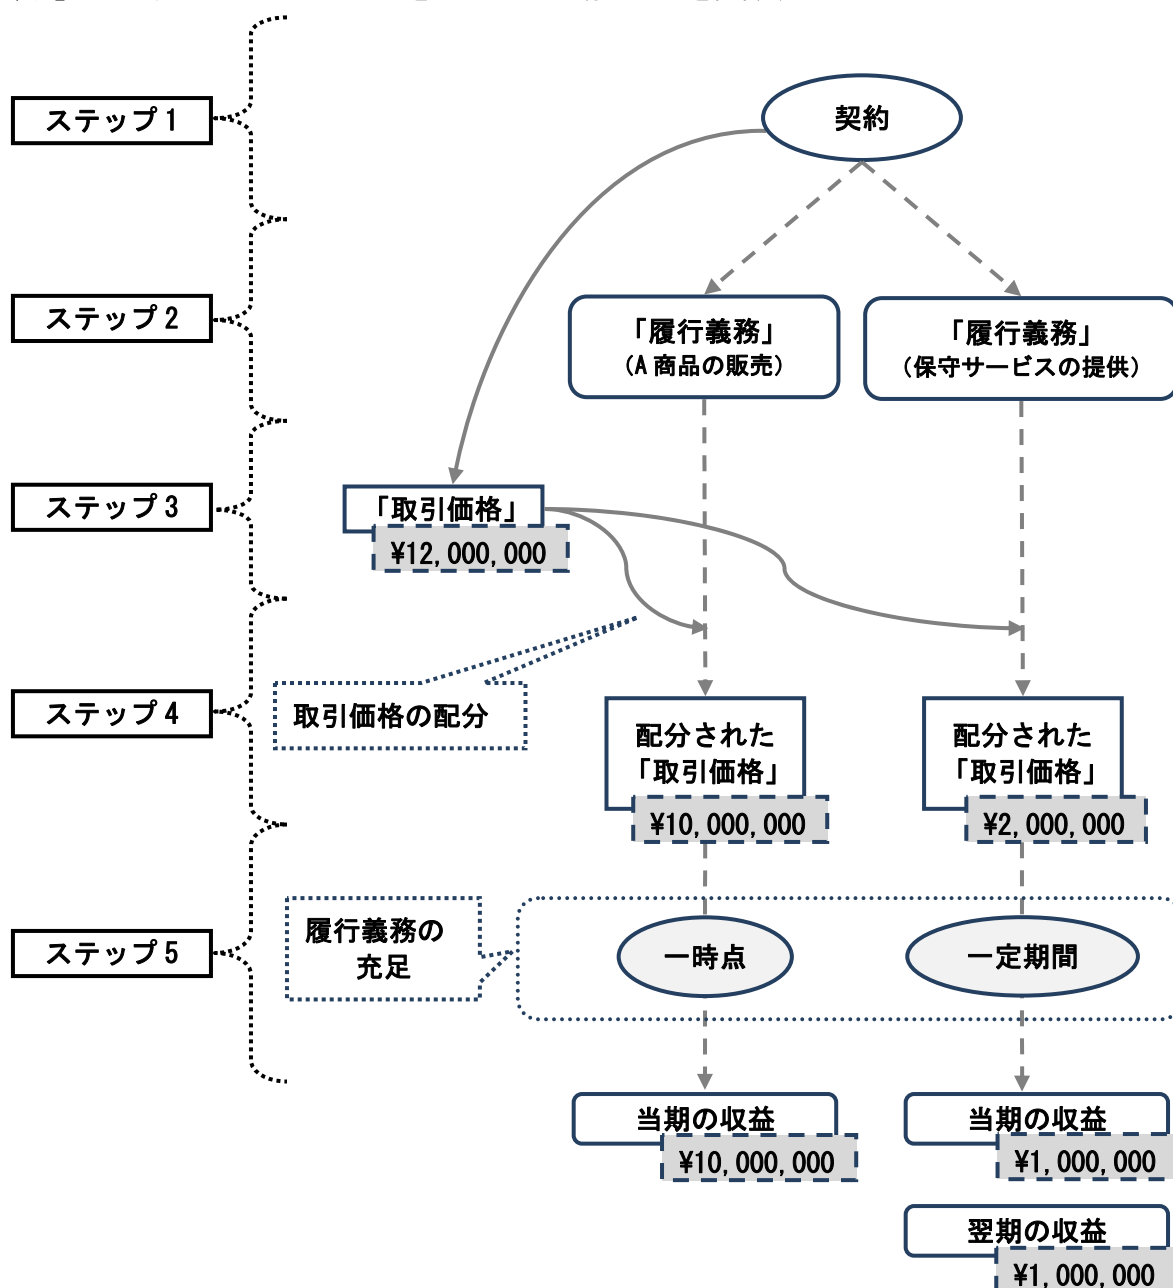 ステップ1
契約
ステップ2
「履行義務」
(A 商品の販売)
「履行義務」
(保守サービスの提供)
ステップ3
「取引価格」
¥12,000,000
ステップ4
取引価格の配分
配分された
「取引価格」
¥10,000,000
配分された
「取引価格」
¥2,000,000
ステップ5
履行義務の
充足
一時点
一定期間
当期の収益
¥10,000,000
当期の収益
¥1,000,000
翌期の収益
¥1,000,000